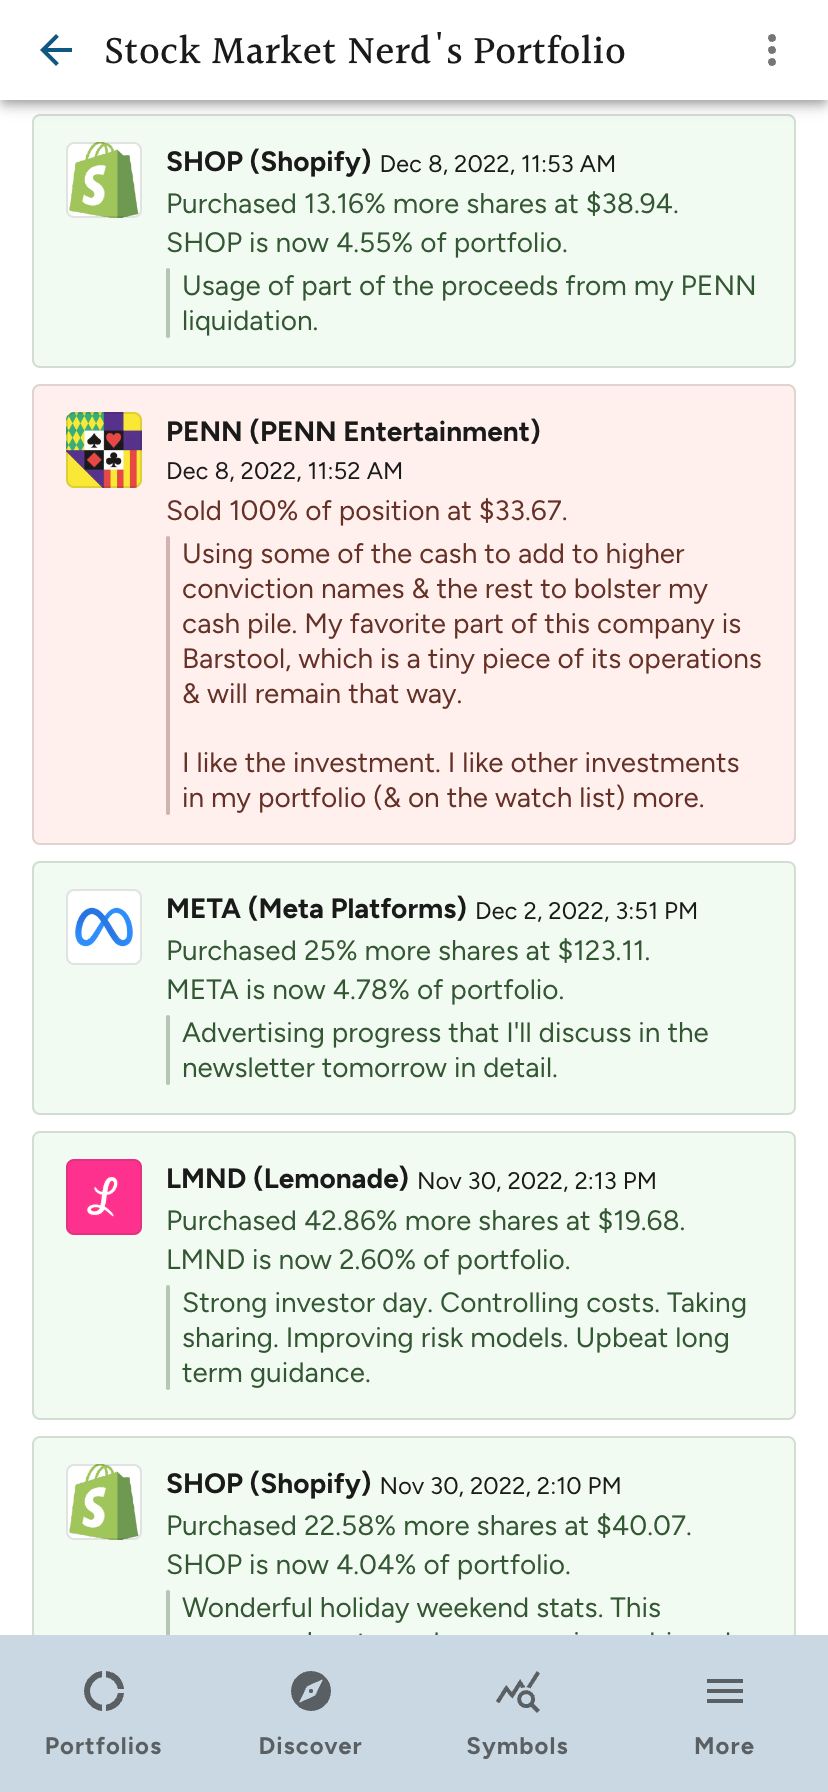 Stock Market Nerd's Portfolio
SHOP (Shopify) Dec 8, 2022, 11:53 AM
Purchased 13.16% more shares at $38.94.
SHOP is now 4.55% of portfolio.
Usage of part of the proceeds from my PENN
liquidation.
PENN (PENN Entertainment)
Dec 8, 2022, 11:52 AM
Sold 100% of position at $33.67.
Using some of the cash to add to higher
conviction names & the rest to bolster my
cash pile. My favorite part of this company is
Barstool, which is a tiny piece of its operations
& will remain that way.
I like the investment. I like other investments
in my portfolio (& on the watch list) more.
META (Meta Platforms) Dec 2, 2022, 3:51 PM
Purchased 25% more shares at $123.11.
META is now 4.78% of portfolio.
Advertising progress that I'll discuss in the
newsletter tomorrow in detail.
LMND (Lemonade) Nov 30, 2022, 2:13 PM
Purchased 42.86% more shares at $19.68.
LMND is now 2.60% of portfolio.
Strong investor day. Controlling costs. Taking
sharing. Improving risk models. Upbeat long
term guidance.
SHOP (Shopify) Nov 30, 2022, 2:10 PM
Purchased 22.58% more shares at $40.07.
SHOP is now 4.04% of portfolio.
Wonderful holiday weekend stats. This
Portfolios
Discover
Symbols
More